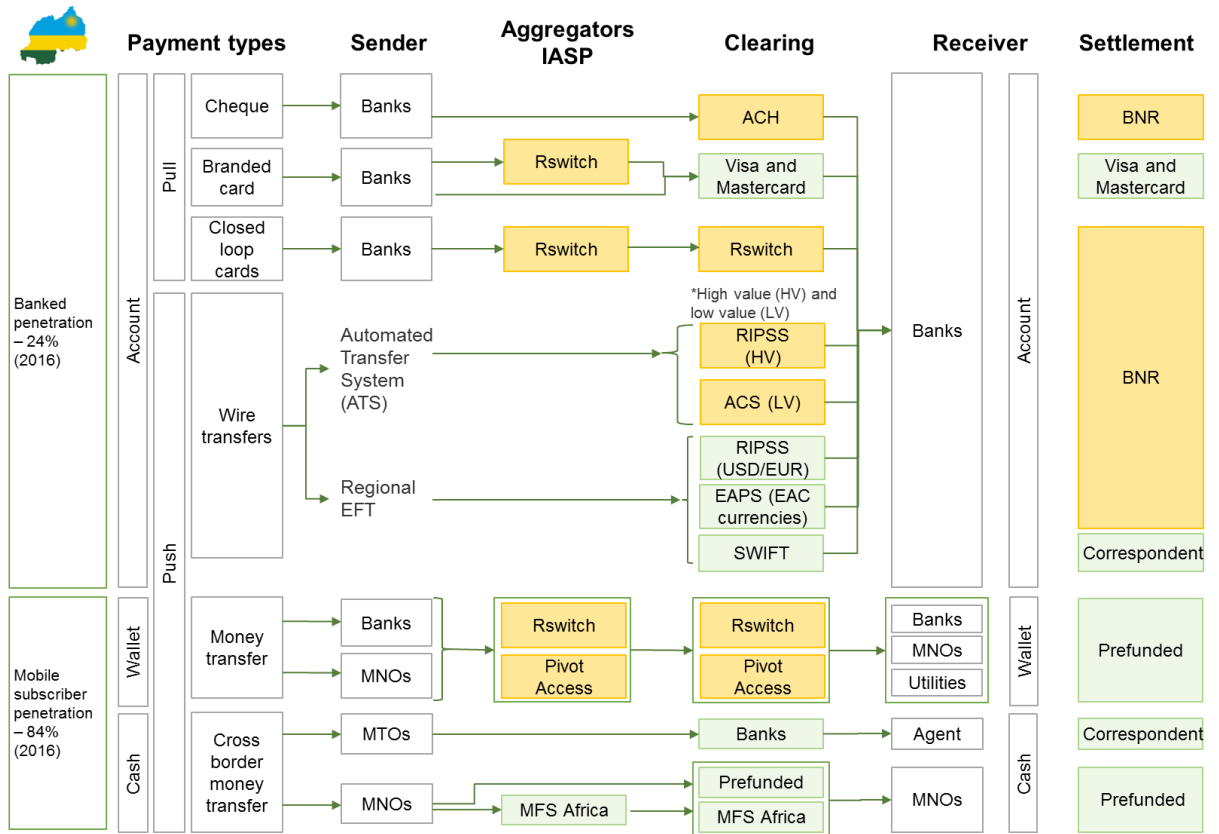 Payment types
Sender
Aggregators
IASP
Clearing
Receiver
Settlement
Banked
penetration
– 24%
(2016)
Account
Pull
Cheque
Banks
ACH
BNR
Branded
card
Banks
Rswitch
Visa and
Mastercard
Visa and
Mastercard
Closed
loop
cards
Banks
Rswitch
Rswitch
Push
Wire
transfers
Automated
Transfer
System
(ATS)
*High value (HV) and
low value (LV)
RIPSS
(HV)
ACS (LV)
Regional
EFT
RIPSS
(USD/EUR)
EAPS (EAC
currencies)
SWIFT
Banks
Account
BNR
Correspondent
Mobile
subscriber
penetration
– 84%
(2016)
Wallet
Money
transfer
Banks
MNOs
Rswitch
Pivot
Access
Rswitch
Pivot
Access
Banks
MNOs
Utilities
Wallet
Prefunded
Cash
Cross
border
money
transfer
MTOs
Banks
Agent
Cash
Correspondent
MNOs
MFS Africa
Prefunded
MFS Africa
MNOs
Prefunded